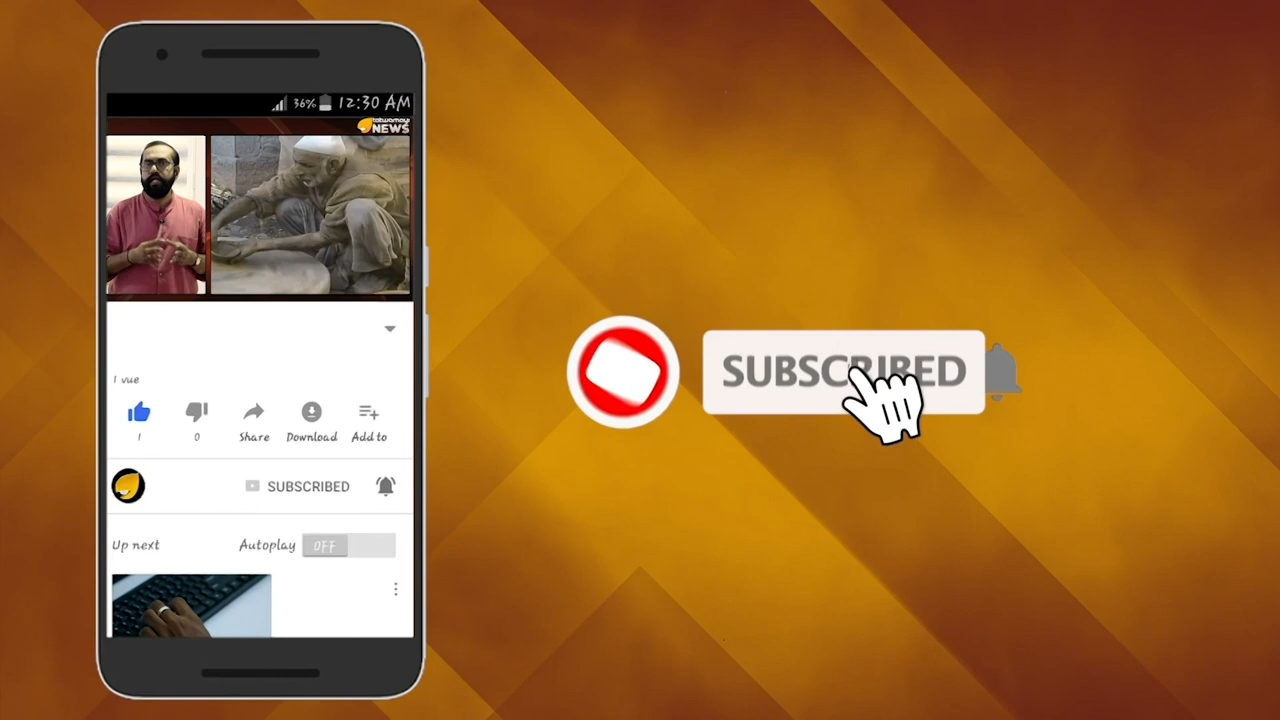 36% 12:30 AM
tatwamayi
NEWS
1 vue
1
0
Share
Download
Add to
SUBSCRIBED
Up next
Autoplay
OFF
SUBSCRIBED